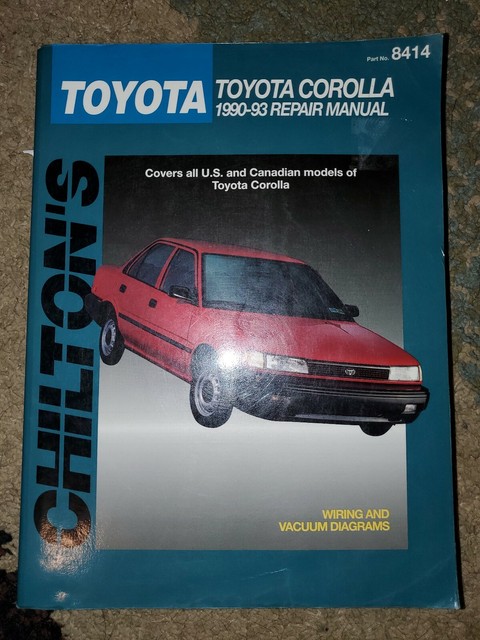 Part No. 8414
TOYOTA
TOYOTA COROLLA
1990-93 REPAIR MANUAL
Covers all U.S. and Canadian models of
Toyota Corolla
CHILTON'S
WIRING AND
VACUUM DIAGRAMS